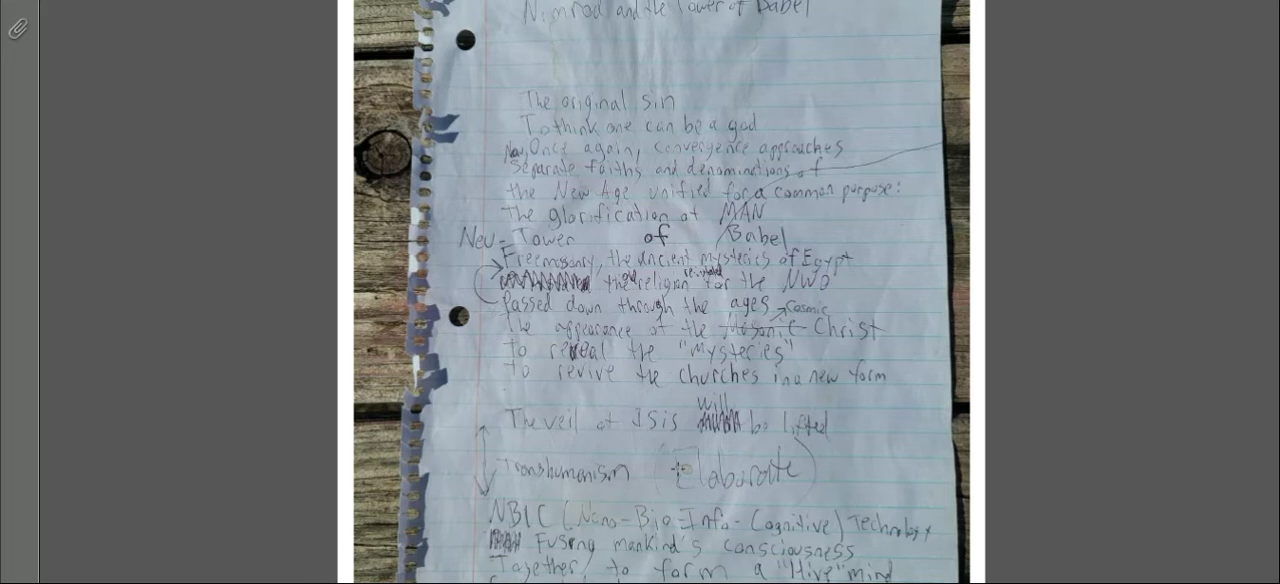 Nimrod and the Tower of Babel
The original sin
To think one can be a god
Now, Once again, convergence approaches
Separate faiths and denominations of
the New Age unified for a common purpose:
The glorification of MAN
Neu-Tower of Babel
Freemasonry, the ancient mysteries of Egypt
the old religion for the NWO
Passed down through the ages
The appearance of the Masonic Cosmic Christ
To reveal the "mysteries"
To revive the churches in a new form
The veil of Isis will be lifted
Transhumanism (Elaborate)
NBIC (Nano-Bio-Info-Cognitive) Technology
Fusing mankind's consciousness
Together, to form a "Hive" mind